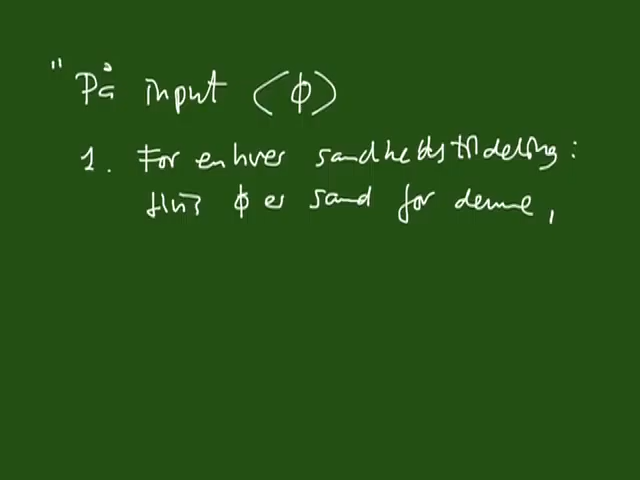 "På input ⟨ϕ⟩
1. For enhver sandhedstildeling:
Hvis ϕ er sand for denne,